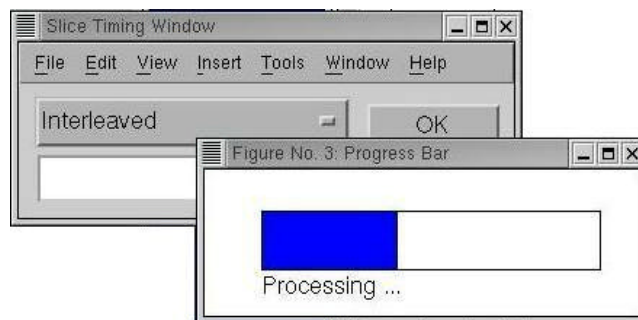 Slice Timing Window
File Edit View Insert Tools Window Help
Interleaved
OK
Figure No. 3: Progress Bar
Processing ...